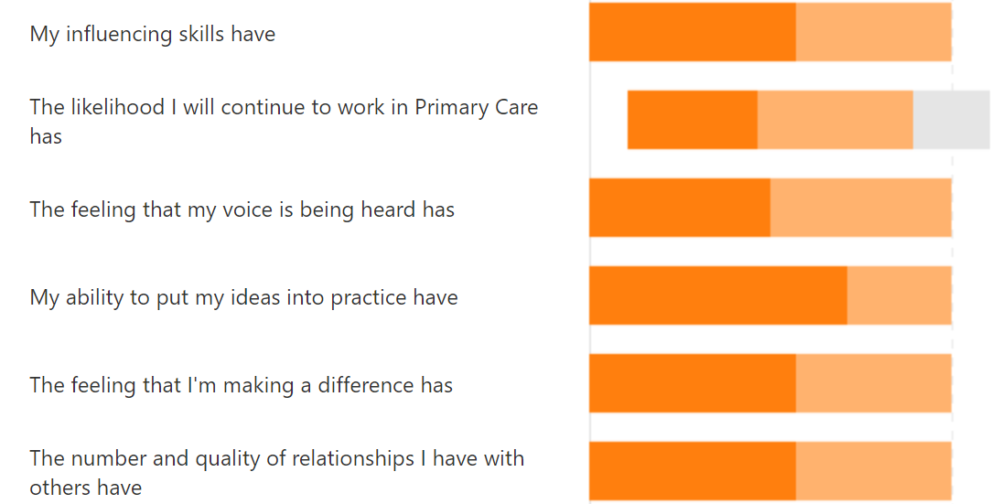 My influencing skills have
The likelihood I will continue to work in Primary Care
has
The feeling that my voice is being heard has
My ability to put my ideas into practice have
The feeling that I'm making a difference has
The number and quality of relationships I have with
others have